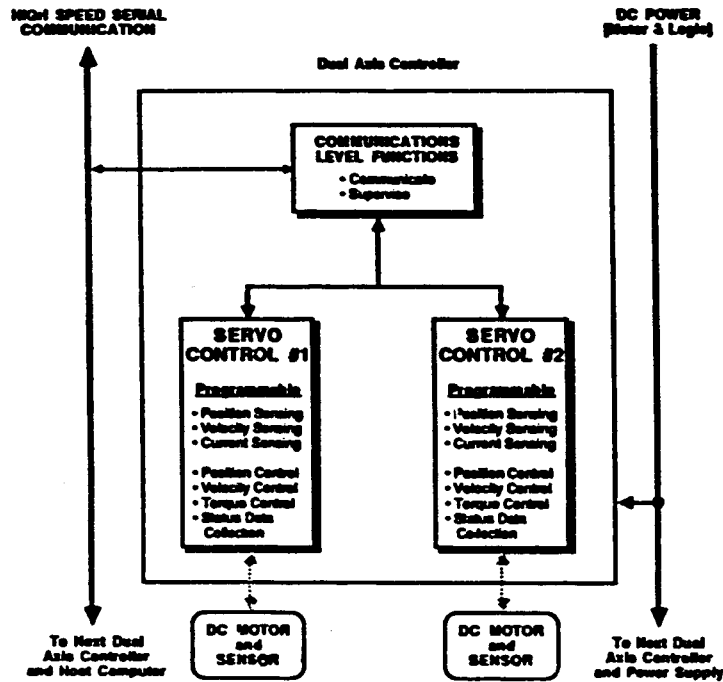 HIGH SPEED SERIAL
COMMUNICATION
DC POWER
[Motor & Logic]
Dual Axis Controller
COMMUNICATIONS
LEVEL FUNCTIONS
• Communicate
• Supervise
SERVO
CONTROL #1
Programmable
• Position Sensing
• Velocity Sensing
• Current Sensing
• Position Control
• Velocity Control
• Torque Control
• Status Data
Collection
SERVO
CONTROL #2
Programmable
• Position Sensing
• Velocity Sensing
• Current Sensing
• Position Control
• Velocity Control
• Torque Control
• Status Data
Collection
To Next Dual
Axis Controller
and Host Computer
DC MOTOR
and
SENSOR
DC MOTOR
and
SENSOR
To Next Dual
Axis Controller
and Power Supply